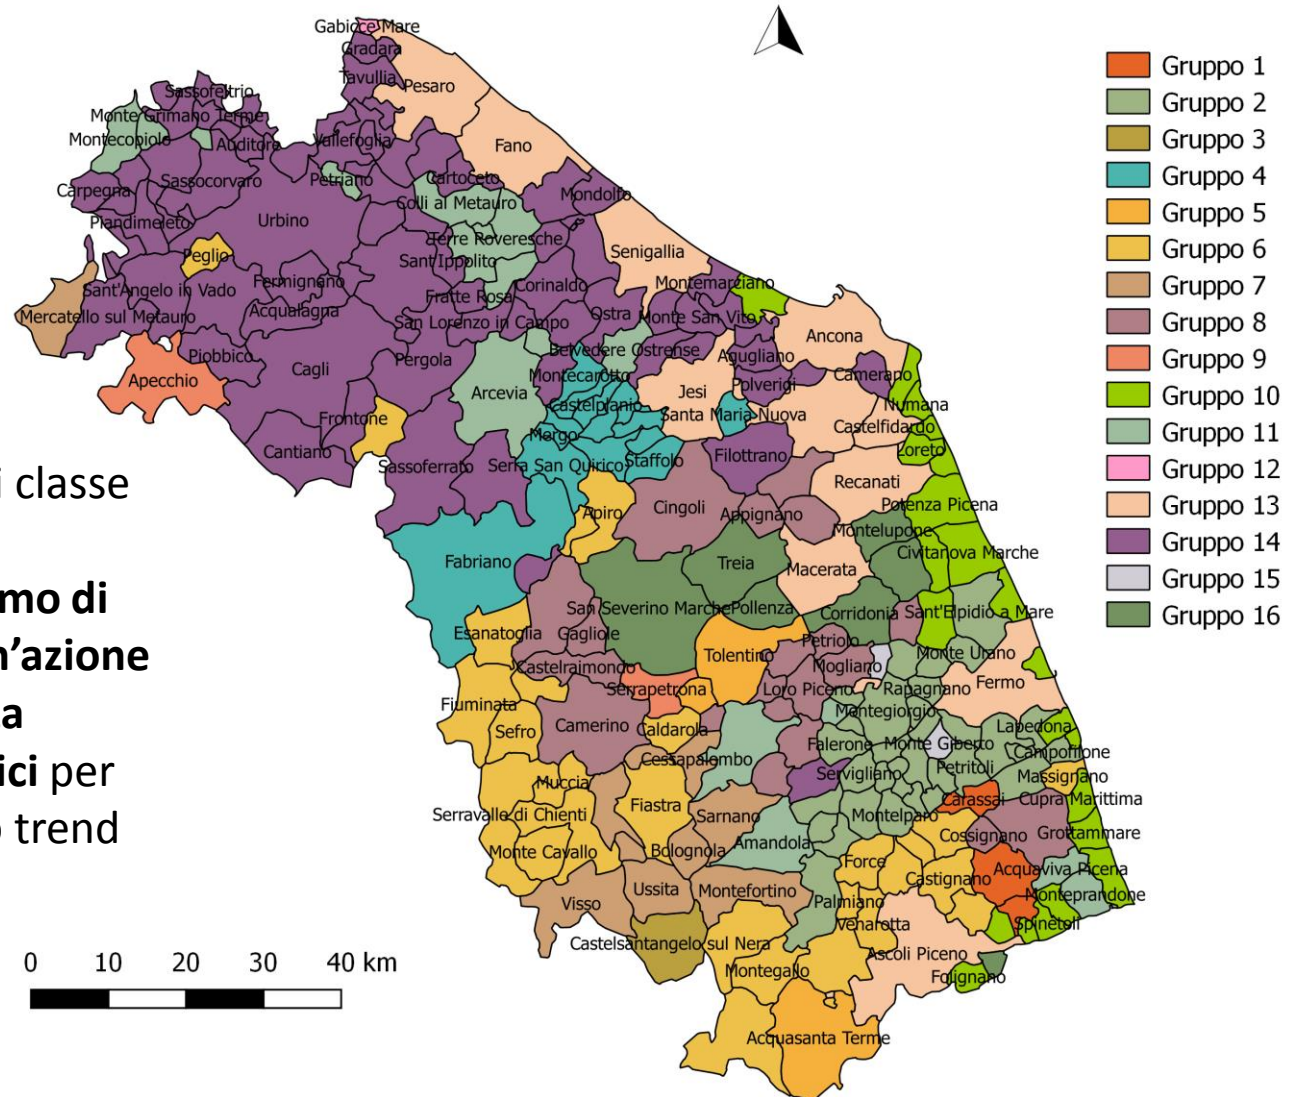 Gabicce Mare
Gradara
Tavullia
Pesaro
Sassofeltrio
Monte Grimano Terme
Montecopiolo
Auditore
Vallefoglia
Fano
Carpegna
Sassocorvaro
Petriano
Cartoceto
Colli al Metauro
Mondolfo
Piandimeleto
Urbino
Peglio
Terre Roveresche
Sant'Ippolito
Senigallia
Sant'Angelo in Vado
Fermignano
Fratte Rosa
Corinaldo
Montemarciano
Mercatello sul Metauro
Acqualagna
San Lorenzo in Campo
Ostra
Monte San Vito
Ancona
Piobbico
Pergola
Belvedere Ostrense
Agugliano
Apecchio
Cagli
Montecarotto
Polverigi
Camerano
Arcevia
Jesi
Castelplanio
Santa Maria Nuova
Numana
Frontone
Mergo
Castelfidardo
Cantiano
Sassoferrato
Serra San Quirico
Staffolo
Filottrano
Loreto
Recanati
Apiro
Cingoli
Appignano
Potenza Picena
Montelupone
Fabriano
Treia
Macerata
Civitanova Marche
San Severino Marche
Pollenza
Corridonia
Sant'Elpidio a Mare
Esanatoglia
Gagliole
Petriolo
Castelraimondo
Tolentino
Mogliano
Monte Urano
Serrapetrona
Loro Piceno
Rapagnano
Fermo
Fiuminata
Montegiorgio
Sefro
Camerino
Caldarola
Falerone
Monte Giberto
Lapedona
Cessapalombo
Campofilone
Muccia
Servigliano
Petritoli
Massignano
Serravalle di Chienti
Fiastra
Sarnano
Montelparo
Carassai
Cupra Marittima
Monte Cavallo
Bolognola
Amandola
Cossignano
Grottammare
Force
Castignano
Acquaviva Picena
Visso
Ussita
Montefortino
Palmiano
Monteprandone
Venarotta
Spinetoli
Castelsantangelo sul Nera
Ascoli Piceno
Montegallo
Folignano
Acquasanta Terme
Gruppo 1
Gruppo 2
Gruppo 3
Gruppo 4
Gruppo 5
Gruppo 6
Gruppo 7
Gruppo 8
Gruppo 9
Gruppo 10
Gruppo 11
Gruppo 12
Gruppo 13
Gruppo 14
Gruppo 15
Gruppo 16
i classe
mo di
n'azione
a
ici per
o trend
0 10 20 30 40 km